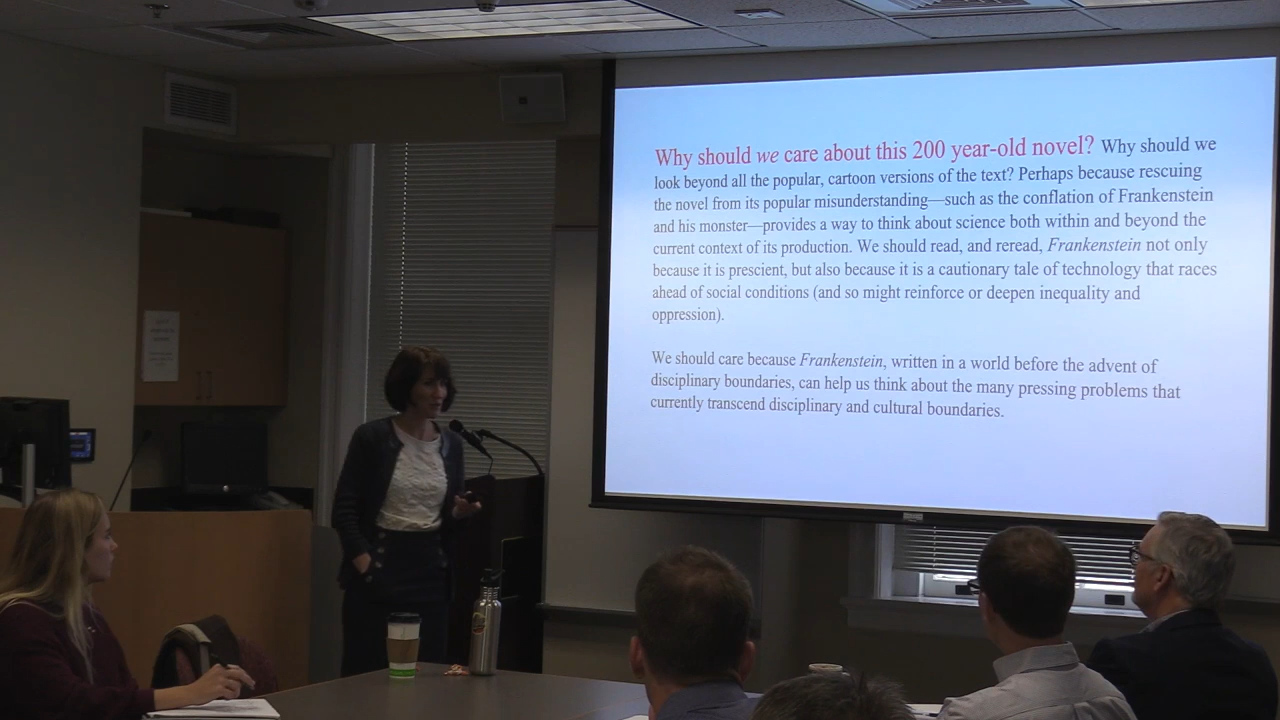 Why should we care about this 200 year-old novel? Why should we
look beyond all the popular, cartoon versions of the text? Perhaps because rescuing
the novel from its popular misunderstanding—such as the conflation of Frankenstein
and his monster—provides a way to think about science both within and beyond the
current context of its production. We should read, and reread, Frankenstein not only
because it is prescient, but also because it is a cautionary tale of technology that races
ahead of social conditions (and so might reinforce or deepen inequality and
oppression).
We should care because Frankenstein, written in a world before the advent of
disciplinary boundaries, can help us think about the many pressing problems that
currently transcend disciplinary and cultural boundaries.